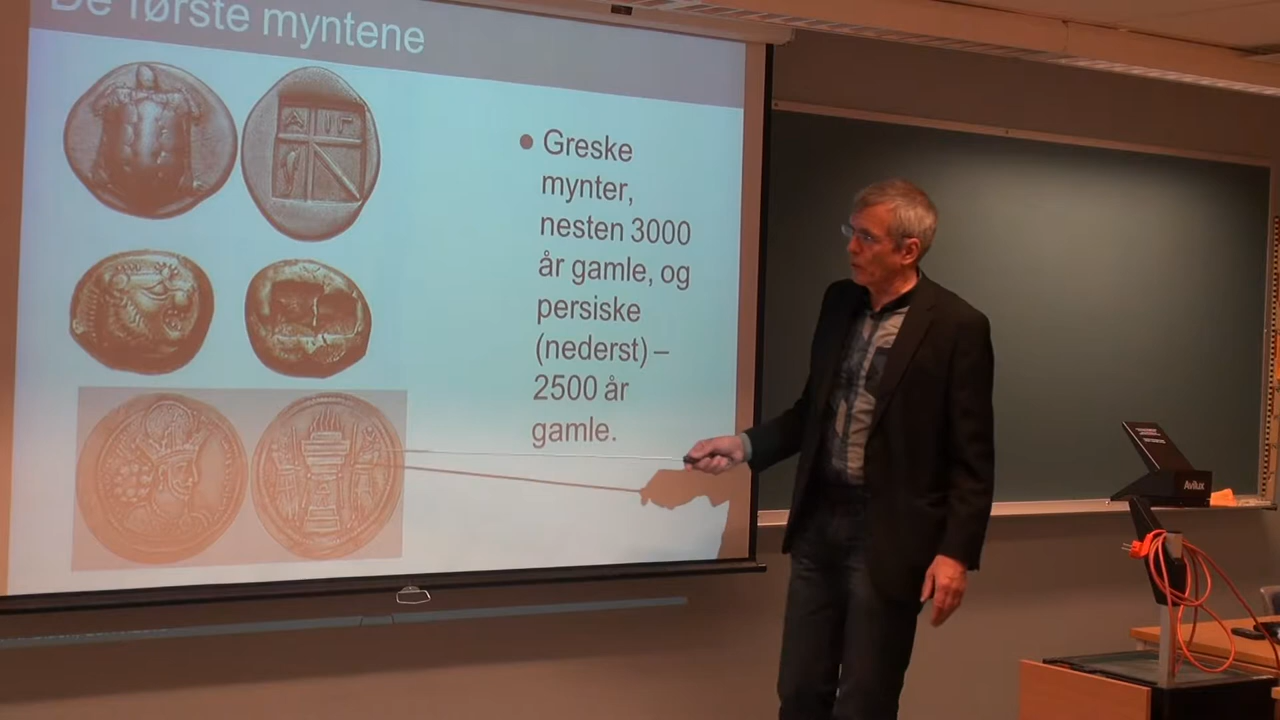 De første myntene
● Greske
mynter,
nesten 3000
år gamle, og
persiske
(nederst) –
2500 år
gamle.
Avilux